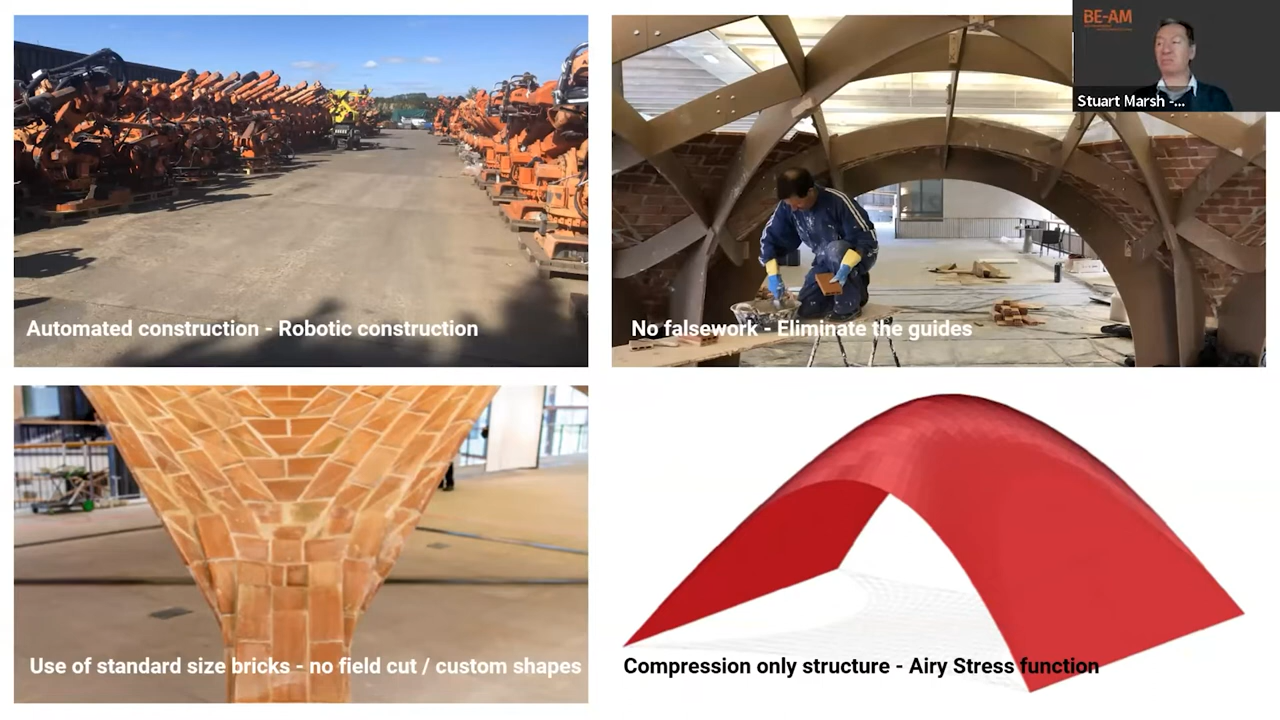 BE-AM
Stuart Marsh -...
Automated construction - Robotic construction
No falsework - Eliminate the guides
Use of standard size bricks - no field cut / custom shapes
Compression only structure - Airy Stress function